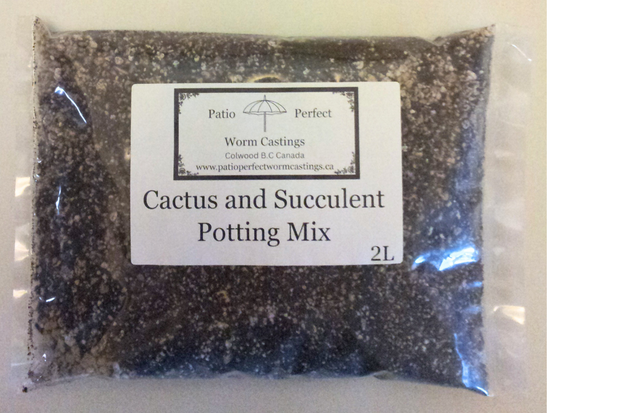 Patio Perfect
Worm Castings
Colwood B.C Canada
www.patioperfectwormcastings.ca
Cactus and Succulent
Potting Mix
2L